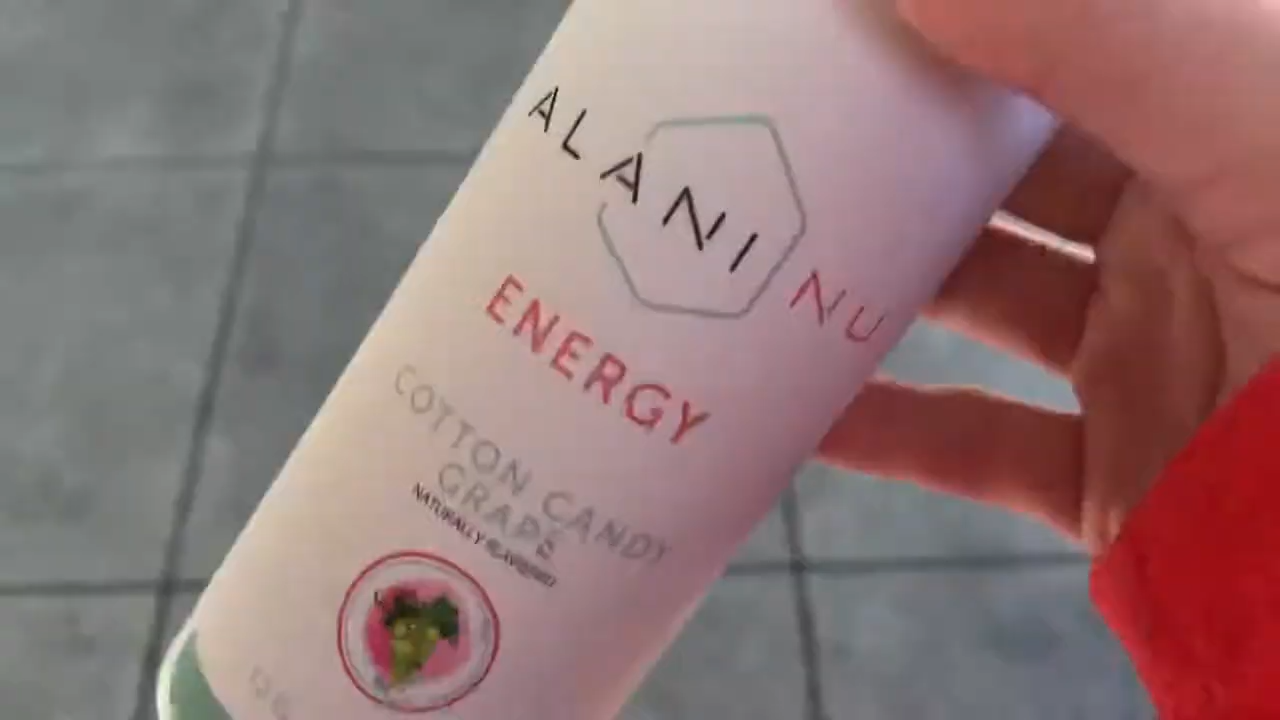 ALANI NU
ENERGY
COTTON CANDY
GRAPE
NATURALLY FLAVORED